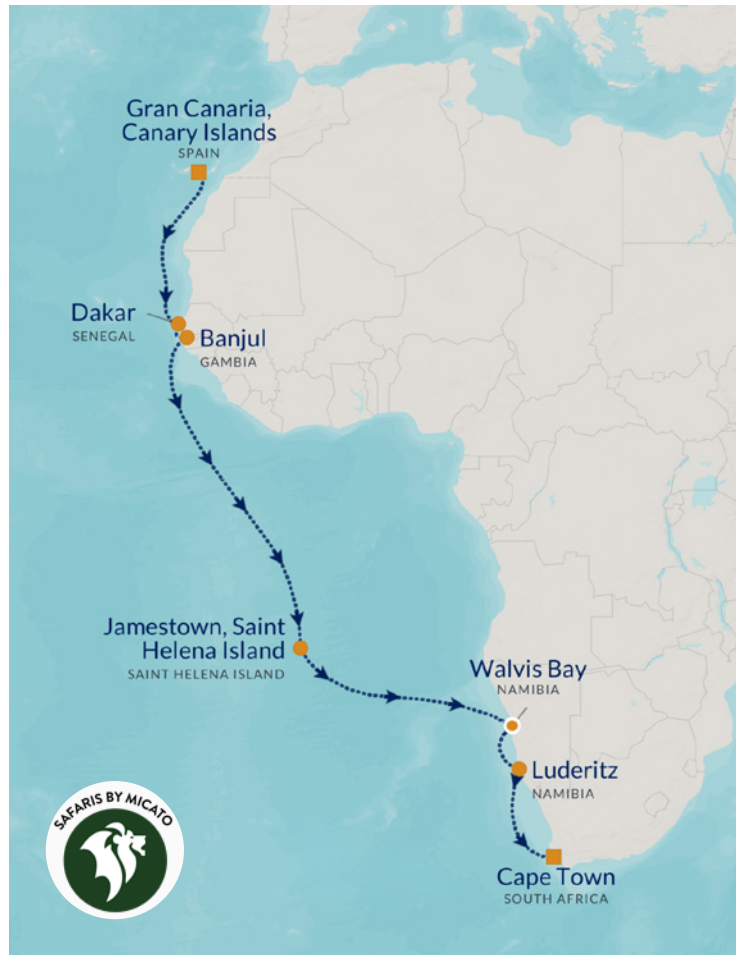 Gran Canaria,
Canary Islands
SPAIN
Dakar
SENEGAL
Banjul
GAMBIA
Jamestown, Saint
Helena Island
SAINT HELENA ISLAND
Walvis Bay
NAMIBIA
Luderitz
NAMIBIA
Cape Town
SOUTH AFRICA
SAFARIS BY MICATO